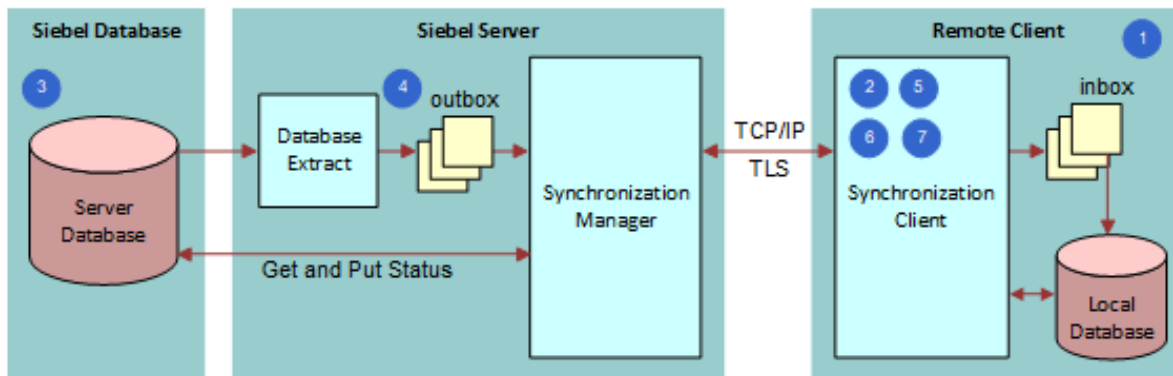 Siebel Database
3
Server
Database
Siebel Server
4
outbox
Database
Extract
Synchronization
Manager
Get and Put Status
TCP/IP
TLS
Remote Client
1
2
5
6
7
inbox
Synchronization
Client
Local
Database